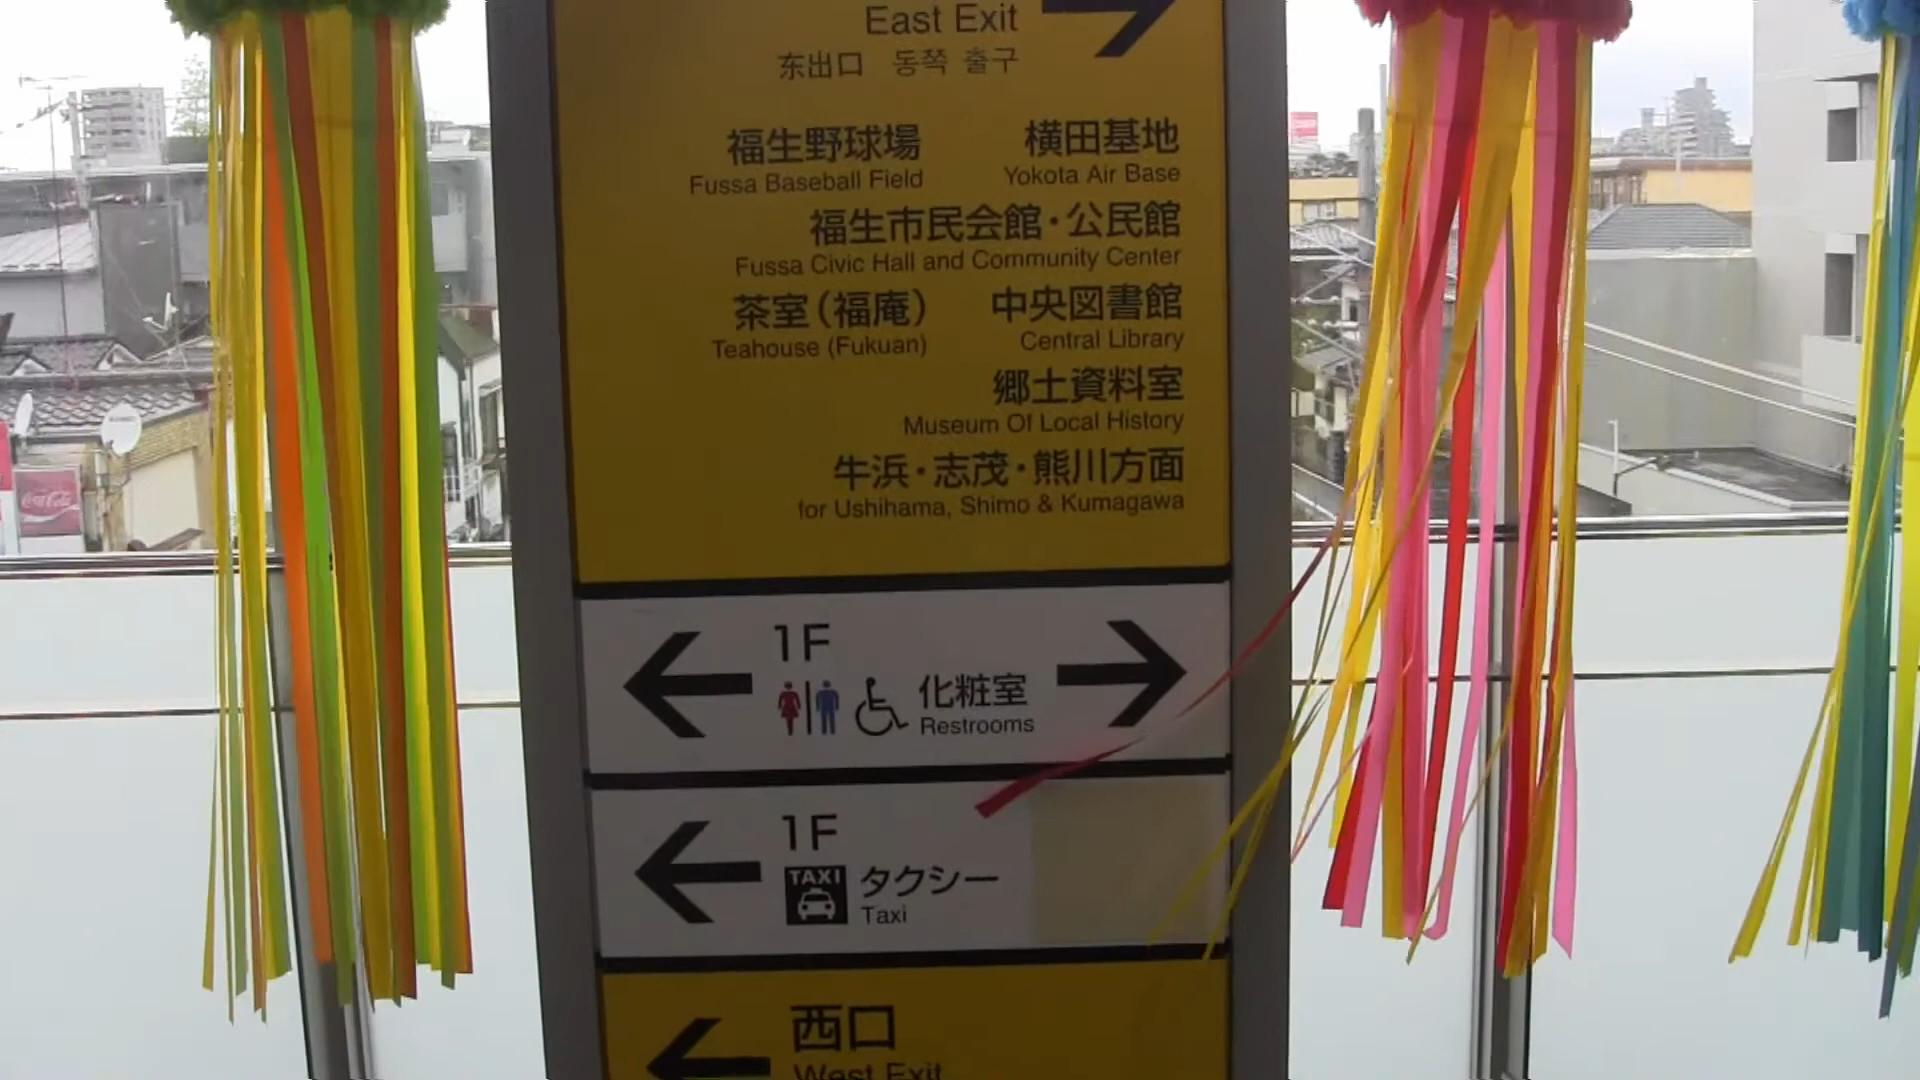 East Exit
东出口 동쪽 출구
福生野球場 横田基地
Fussa Baseball Field Yokota Air Base
福生市民会館・公民館
Fussa Civic Hall and Community Center
茶室（福庵） 中央図書館
Teahouse (Fukuan) Central Library
郷土資料室
Museum Of Local History
牛浜・志茂・熊川方面
for Ushihama, Shimo & Kumagawa
Coca-Cola
1F
化粧室
Restrooms
1F
TAXI タクシー
Taxi
西口
West Exit